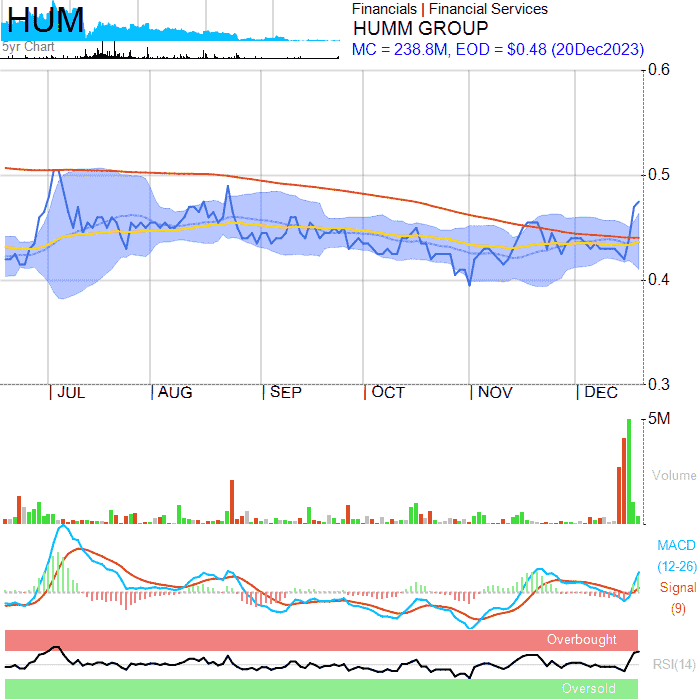 HUM
5yr Chart
Financials | Financial Services
HUMM GROUP
MC = 238.8M, EOD = $0.48 (20Dec2023)
0.6
0.5
0.4
0.3
JUL AUG SEP OCT NOV DEC
5M
Volume
MACD
(12-26)
Signal
(9)
Overbought
RSI(14)
Oversold